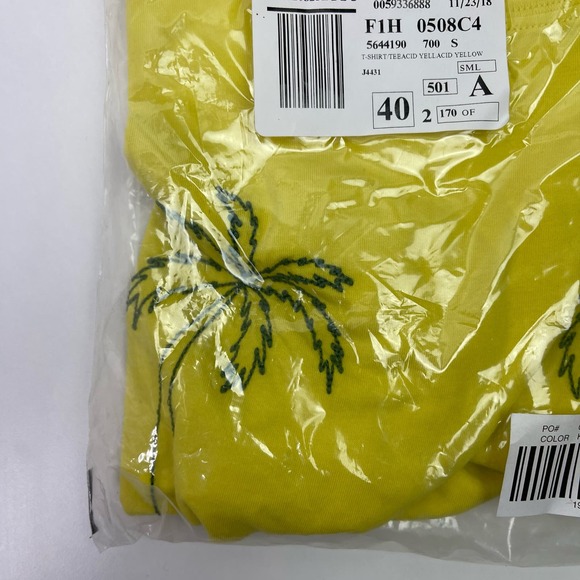 0059336888 11/23/18
F1H 0508C4
5644190 700 S
T-SHIRT/TEEACID YELLACID YELLOW
J4431 SML
501 A
40 2 170 OF
PO#
COLOR